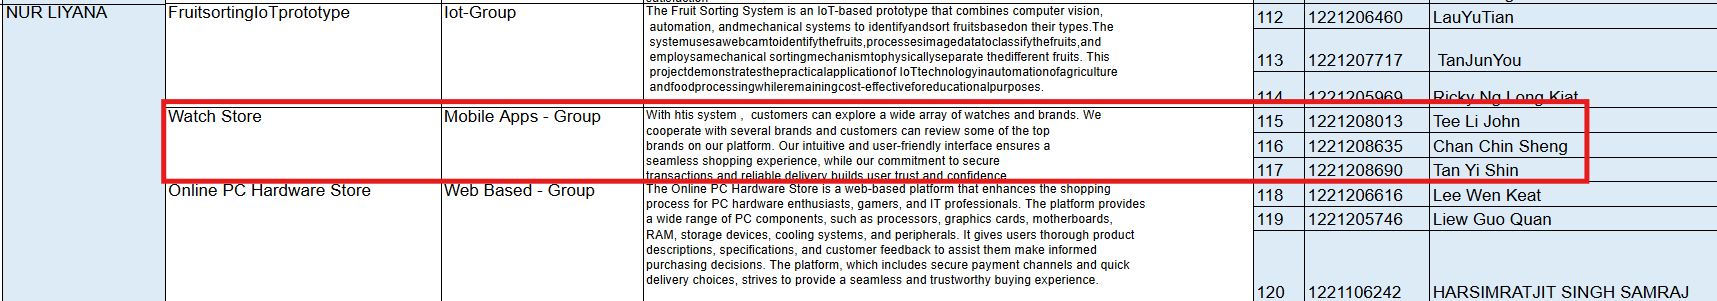 satisfaction
NUR LIYANA
FruitsortingIoTprototype
Iot-Group
The Fruit Sorting System is an IoT-based prototype that combines computer vision,
automation, andmechanical systems to identifyandsort fruitsbasedon their types.The
systemusesawebcamtoidentifythefruits,processesimagedatatoclassifythefruits,and
employsamechanical sortingmechanismtophysicallyseparate thedifferent fruits. This
projectdemonstratesthepracticalapplicationof IoTtechnologyinautomationofagriculture
andfoodprocessingwhileremainingcost-effectiveforeducationalpurposes.
112 1221206460 LauYuTian
113 1221207717 TanJunYou
114 1221205969 Ricky Ng Long Kiat
Watch Store
Mobile Apps - Group
With htis system , customers can explore a wide array of watches and brands. We
cooperate with several brands and customers can review some of the top
brands on our platform. Our intuitive and user-friendly interface ensures a
seamless shopping experience, while our commitment to secure
transactions and reliable delivery builds user trust and confidence
115 1221208013 Tee Li John
116 1221208635 Chan Chin Sheng
117 1221208690 Tan Yi Shin
Online PC Hardware Store
Web Based - Group
The Online PC Hardware Store is a web-based platform that enhances the shopping
process for PC hardware enthusiasts, gamers, and IT professionals. The platform provides
a wide range of PC components, such as processors, graphics cards, motherboards,
RAM, storage devices, cooling systems, and peripherals. It gives users thorough product
descriptions, specifications, and customer feedback to assist them make informed
purchasing decisions. The platform, which includes secure payment channels and quick
delivery choices, strives to provide a seamless and trustworthy buying experience.
118 1221206616 Lee Wen Keat
119 1221205746 Liew Guo Quan
120 1221106242 HARSIMRATJIT SINGH SAMRAJ